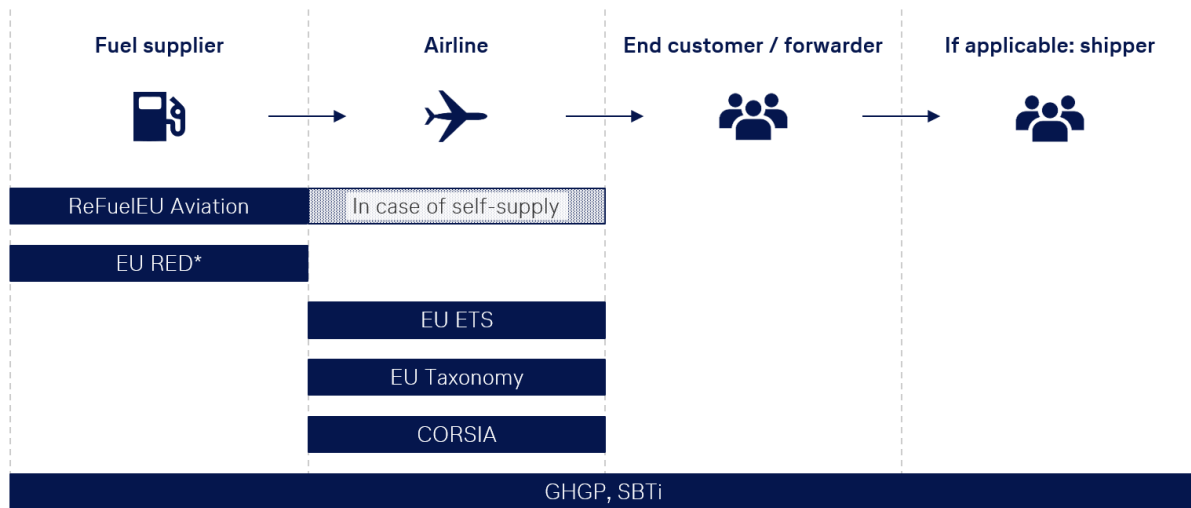 Fuel supplier
Airline
End customer / forwarder
If applicable: shipper
ReFuelEU Aviation
In case of self-supply
EU RED*
EU ETS
EU Taxonomy
CORSIA
GHGP, SBTi